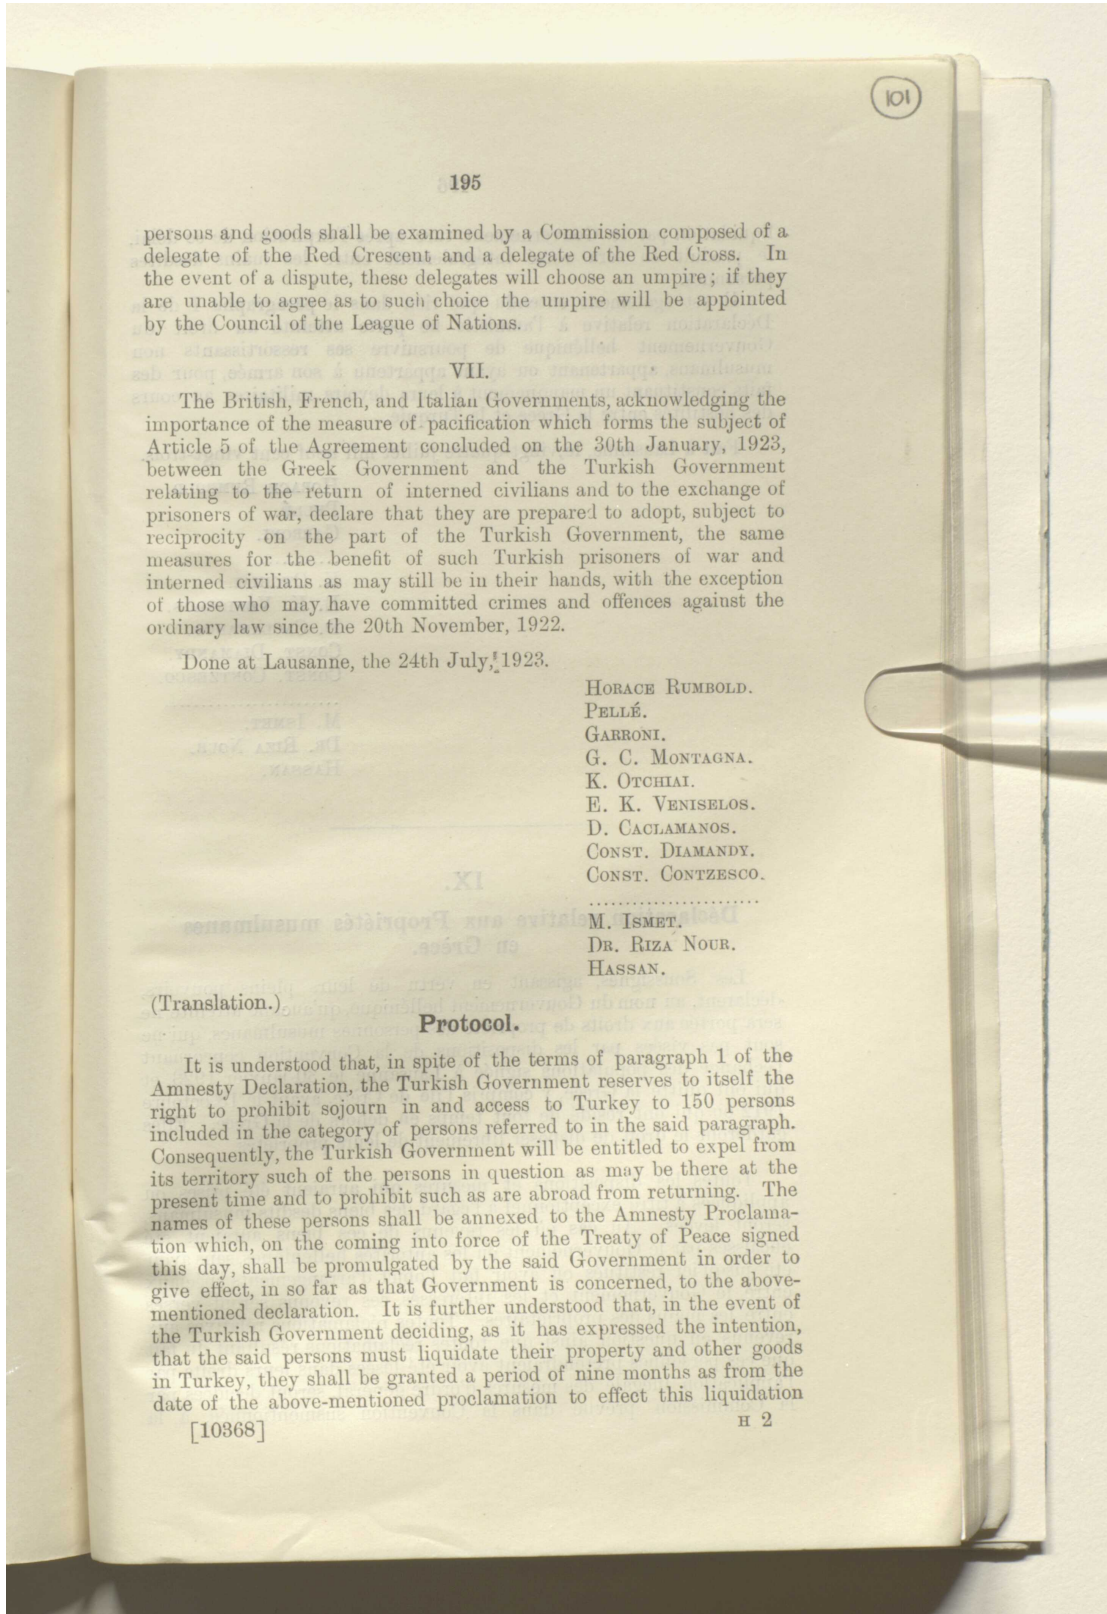 101
195
persons and goods shall be examined by a Commission composed of a
delegate of the Red Crescent and a delegate of the Red Cross. In
the event of a dispute, these delegates will choose an umpire; if they
are unable to agree as to such choice the umpire will be appointed
by the Council of the League of Nations.
VII.
The British, French, and Italian Governments, acknowledging the
importance of the measure of pacification which forms the subject of
Article 5 of the Agreement concluded on the 30th January, 1923,
between the Greek Government and the Turkish Government
relating to the return of interned civilians and to the exchange of
prisoners of war, declare that they are prepared to adopt, subject to
reciprocity on the part of the Turkish Government, the same
measures for the benefit of such Turkish prisoners of war and
interned civilians as may still be in their hands, with the exception
of those who may have committed crimes and offences against the
ordinary law since the 20th November, 1922.
Done at Lausanne, the 24th July, 1923.
HORACE RUMBOLD.
PELLÉ.
GARRONI.
G. C. MONTAGNA.
K. OTCHIAI.
E. K. VENISELOS.
D. CACLAMANOS.
CONST. DIAMANDY.
CONST. CONTZESCO.
........................
M. ISMET.
DR. RIZA NOUR.
HASSAN.
(Translation.)
Protocol.
It is understood that, in spite of the terms of paragraph 1 of the
Amnesty Declaration, the Turkish Government reserves to itself the
right to prohibit sojourn in and access to Turkey to 150 persons
included in the category of persons referred to in the said paragraph.
Consequently, the Turkish Government will be entitled to expel from
its territory such of the persons in question as may be there at the
present time and to prohibit such as are abroad from returning. The
names of these persons shall be annexed to the Amnesty Proclama-
tion which, on the coming into force of the Treaty of Peace signed
this day, shall be promulgated by the said Government in order to
give effect, in so far as that Government is concerned, to the above-
mentioned declaration. It is further understood that, in the event of
the Turkish Government deciding, as it has expressed the intention,
that the said persons must liquidate their property and other goods
in Turkey, they shall be granted a period of nine months as from the
date of the above-mentioned proclamation to effect this liquidation
[10368]
H 2